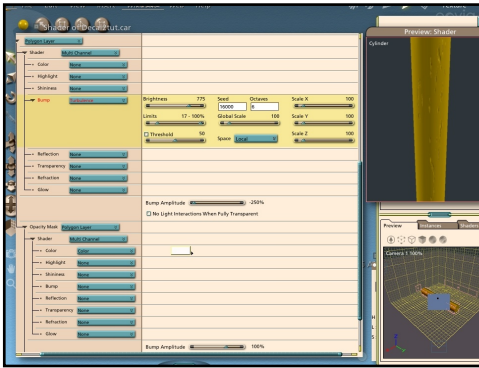 Shader of Decal2tut.car
Texture
Polygon Layer
Shader Multi Channel
Color None
Highlight None
Shininess None
Bump Turbulence
Brightness 775 Seed Octaves Scale X 100
16000 6
Limits 17 - 100% Global Scale 100 Scale Y 100
Threshold 50 Space Local Scale Z 100
Reflection None
Transparency None
Refraction None
Glow None
Bump Amplitude -250%
No Light Interactions When Fully Transparent
Opacity Mask Polygon Layer
Shader Multi Channel
Color Color
Highlight None
Shininess None
Bump None
Reflection None
Transparency None
Refraction None
Glow None
Bump Amplitude 100%
Preview: Shader
Cylinder
Preview Instances Shaders
Camera 1 100%